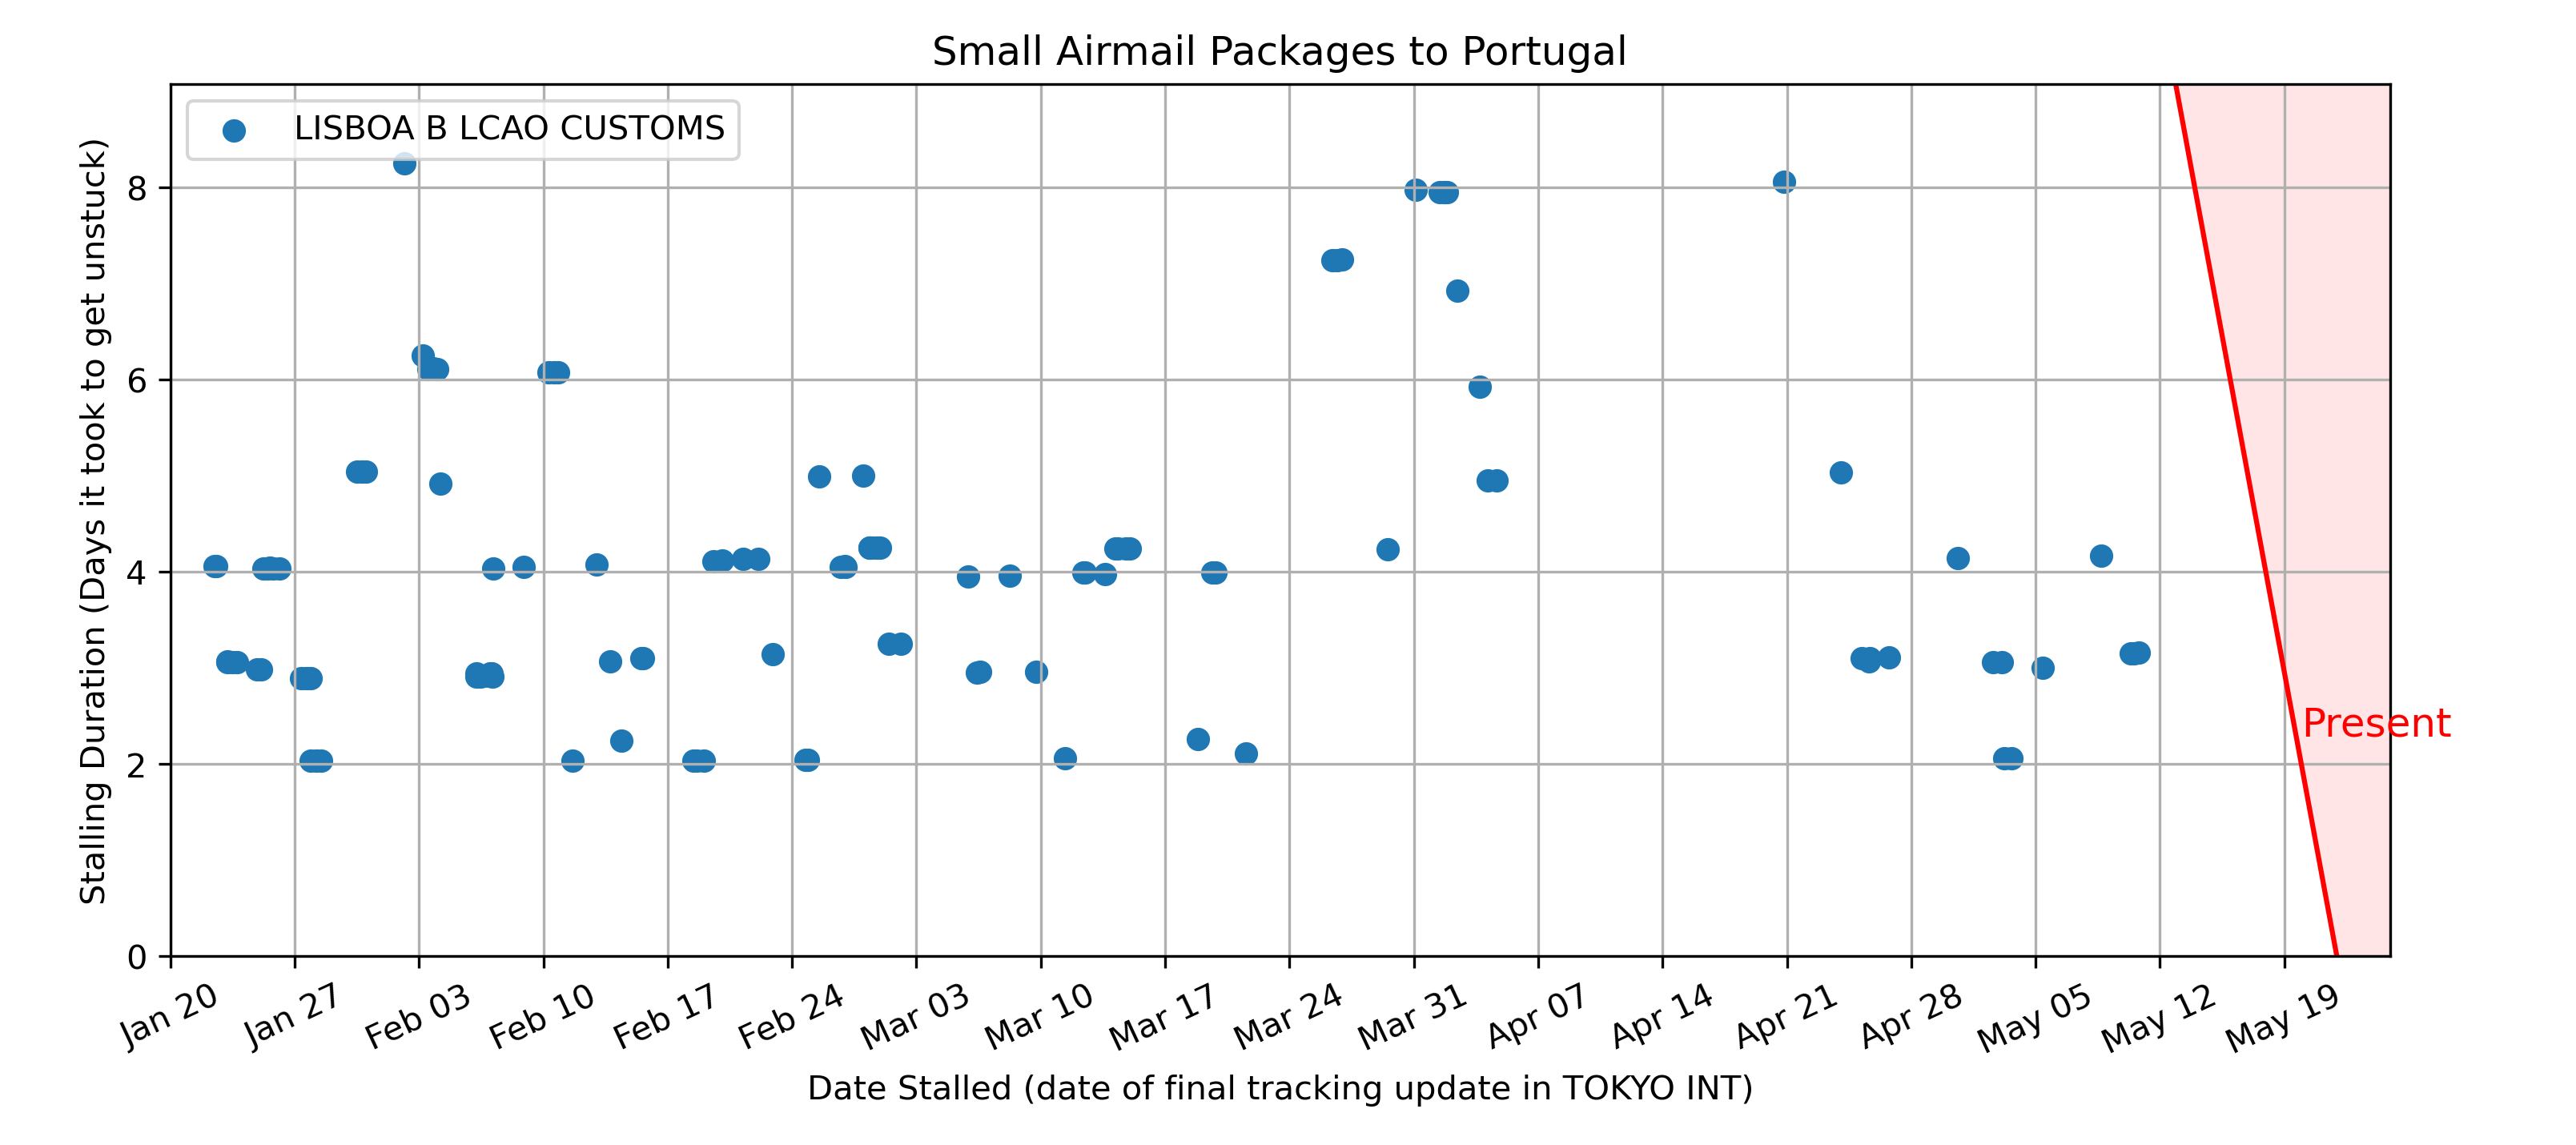 Small Airmail Packages to Portugal
LISBOA B LCAO CUSTOMS
Stalling Duration (Days it took to get unstuck)
8
6
4
2
0
Present
Jan 20
Jan 27
Feb 03
Feb 10
Feb 17
Feb 24
Mar 03
Mar 10
Mar 17
Mar 24
Mar 31
Apr 07
Apr 14
Apr 21
Apr 28
May 05
May 12
May 19
Date Stalled (date of final tracking update in TOKYO INT)